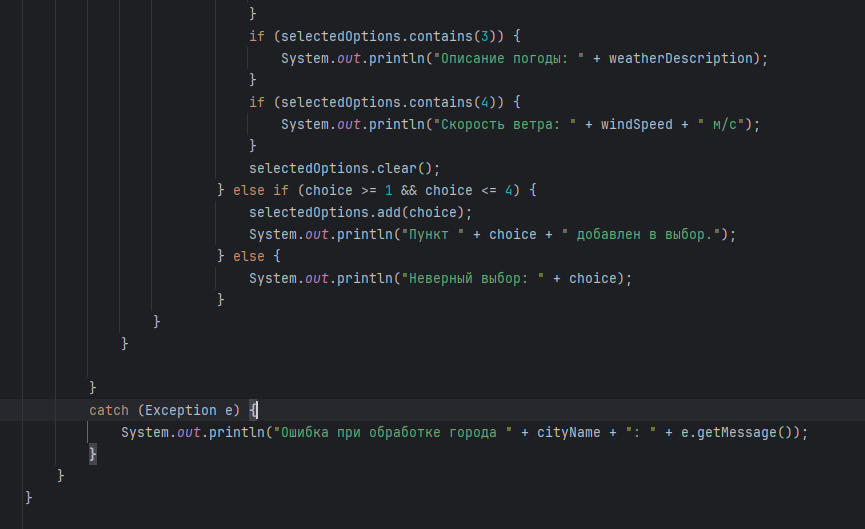 }
if (selectedOptions.contains(3)) {
System.out.println("Описание погоды: " + weatherDescription);
}
if (selectedOptions.contains(4)) {
System.out.println("Скорость ветра: " + windSpeed + " м/с");
}
selectedOptions.clear();
} else if (choice >= 1 && choice <= 4) {
selectedOptions.add(choice);
System.out.println("Пункт " + choice + " добавлен в выбор.");
} else {
System.out.println("Неверный выбор: " + choice);
}
}
}
}
catch (Exception e) {
System.out.println("Ошибка при обработке города " + cityName + ": " + e.getMessage());
}
}
}